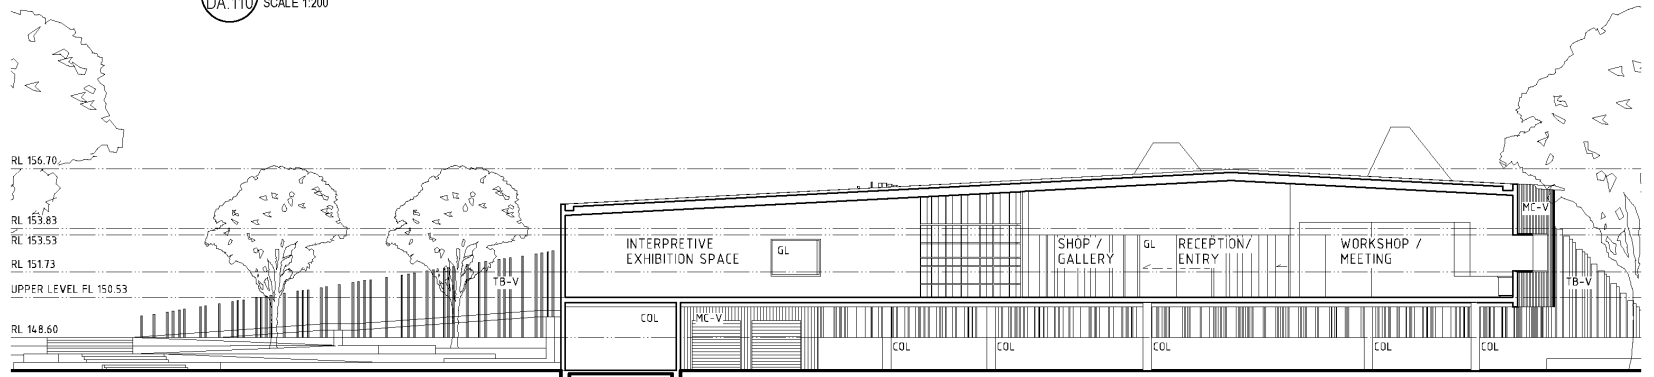 DA.110 SCALE 1:200
RL 156.70
RL 153.83
RL 153.53
RL 151.73
UPPER LEVEL FL 150.53
RL 148.60
TB-V
INTERPRETIVE
EXHIBITION SPACE
GL
SHOP /
GALLERY
GL
RECEPTION/
ENTRY
WORKSHOP /
MEETING
MC-V
TB-V
COL
MC-V
COL
COL
COL
COL
COL